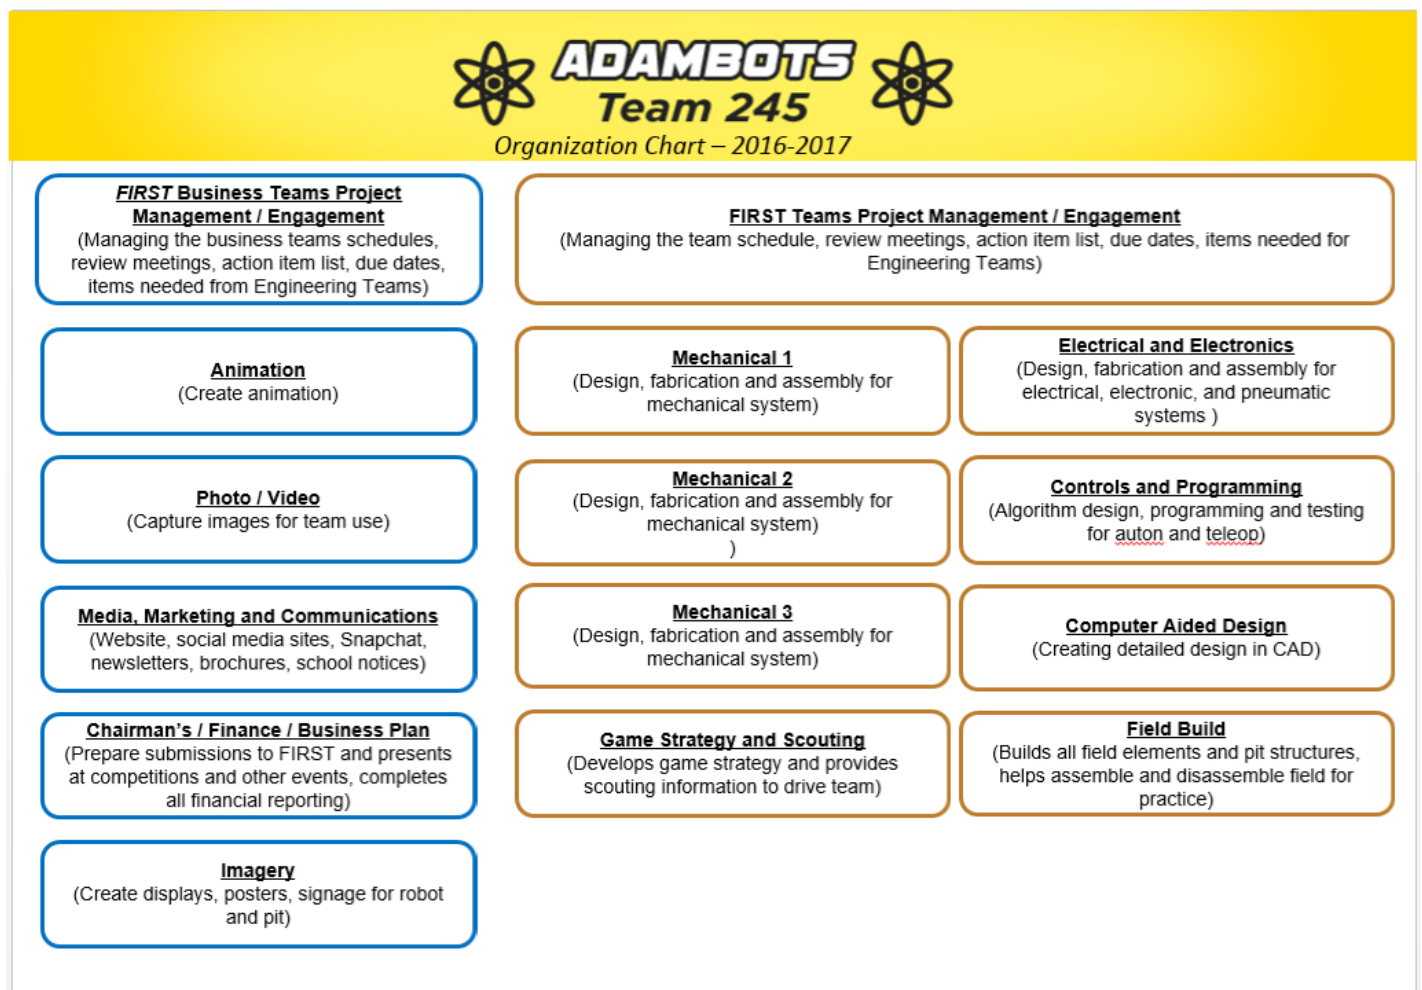 ADAMBOTS
Team 245
Organization Chart – 2016-2017
FIRST Business Teams Project
Management / Engagement
(Managing the business teams schedules,
review meetings, action item list, due dates,
items needed from Engineering Teams)
FIRST Teams Project Management / Engagement
(Managing the team schedule, review meetings, action item list, due dates, items needed for
Engineering Teams)
Animation
(Create animation)
Mechanical 1
(Design, fabrication and assembly for
mechanical system)
Electrical and Electronics
(Design, fabrication and assembly for
electrical, electronic, and pneumatic
systems )
Photo / Video
(Capture images for team use)
Mechanical 2
(Design, fabrication and assembly for
mechanical system)
)
Controls and Programming
(Algorithm design, programming and testing
for auton and teleop)
Media, Marketing and Communications
(Website, social media sites, Snapchat,
newsletters, brochures, school notices)
Mechanical 3
(Design, fabrication and assembly for
mechanical system)
Computer Aided Design
(Creating detailed design in CAD)
Chairman’s / Finance / Business Plan
(Prepare submissions to FIRST and presents
at competitions and other events, completes
all financial reporting)
Game Strategy and Scouting
(Develops game strategy and provides
scouting information to drive team)
Field Build
(Builds all field elements and pit structures,
helps assemble and disassemble field for
practice)
Imagery
(Create displays, posters, signage for robot
and pit)